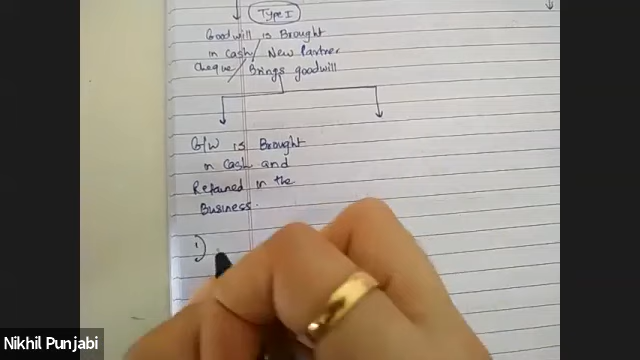 Type I
Goodwill is Brought
in cash / New Partner
cheque / Brings goodwill
G/W is Brought
in cash and
Retained in the
Business.
1)
Nikhil Punjabi